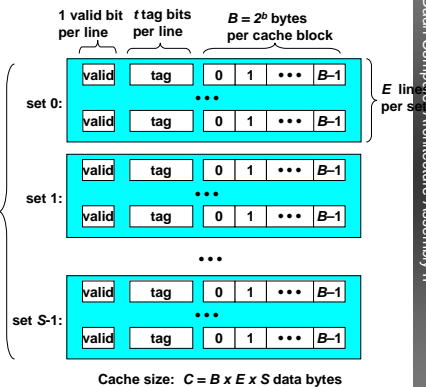 1 valid bit per line
t tag bits per line
B = 2^b bytes per cache block
E lines per set
set 0:
valid tag 0 1 ••• B–1
•••
valid tag 0 1 ••• B–1
set 1:
valid tag 0 1 ••• B–1
•••
valid tag 0 1 ••• B–1
•••
set S-1:
valid tag 0 1 ••• B–1
•••
valid tag 0 1 ••• B–1
Cache size: C = B x E x S data bytes